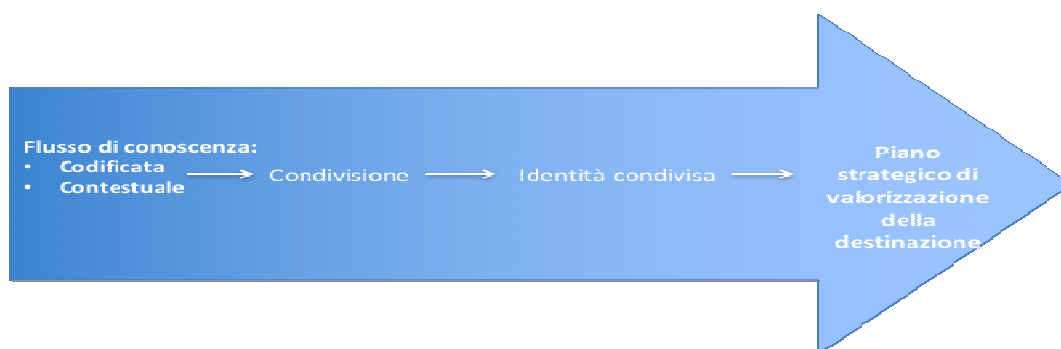 Flusso di conoscenza:
• Codificata
• Contestuale
Condivisione
Identità condivisa
Piano
strategico di
valorizzazione
della
destinazione